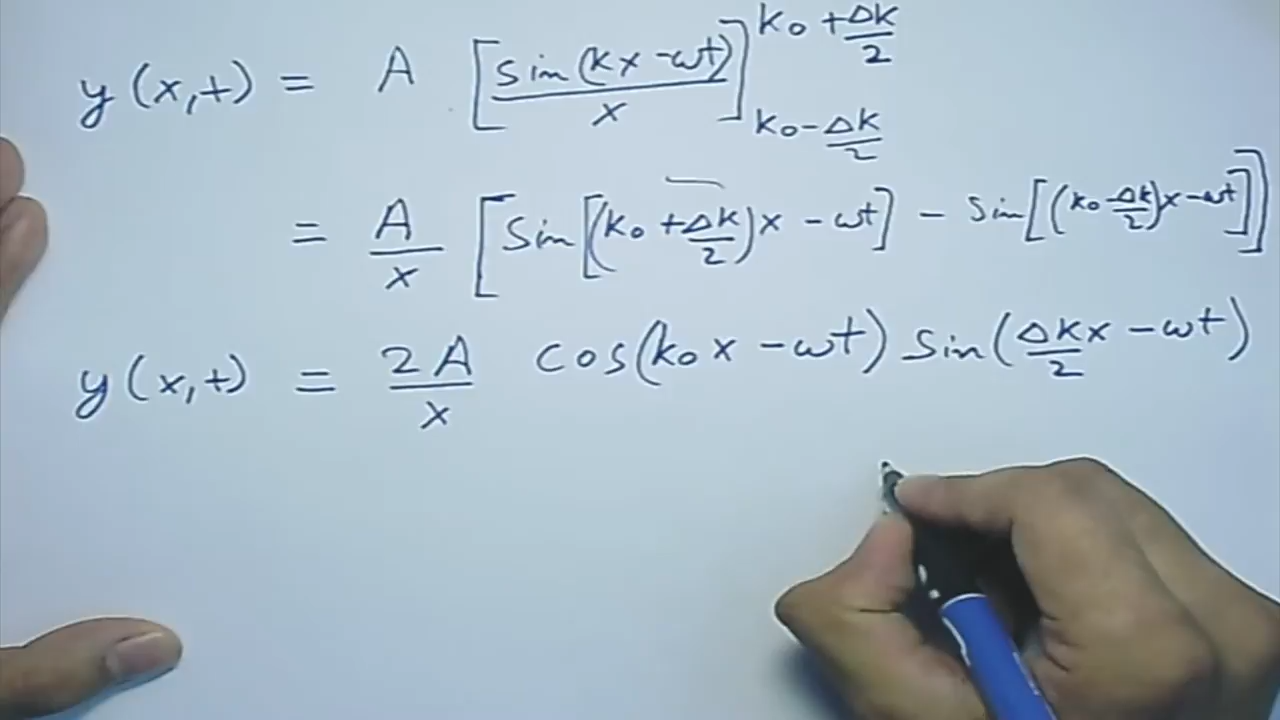 y(x,t) = A [sin(kx-ωt)/x]_{k₀-Δk/2}^{k₀+Δk/2}
= A/x [sin[(k₀+Δk/2)x-ωt] - sin[(k₀-Δk/2)x-ωt]]
y(x,t) = 2A/x cos(k₀x-ωt) sin(Δkx/2-ωt)